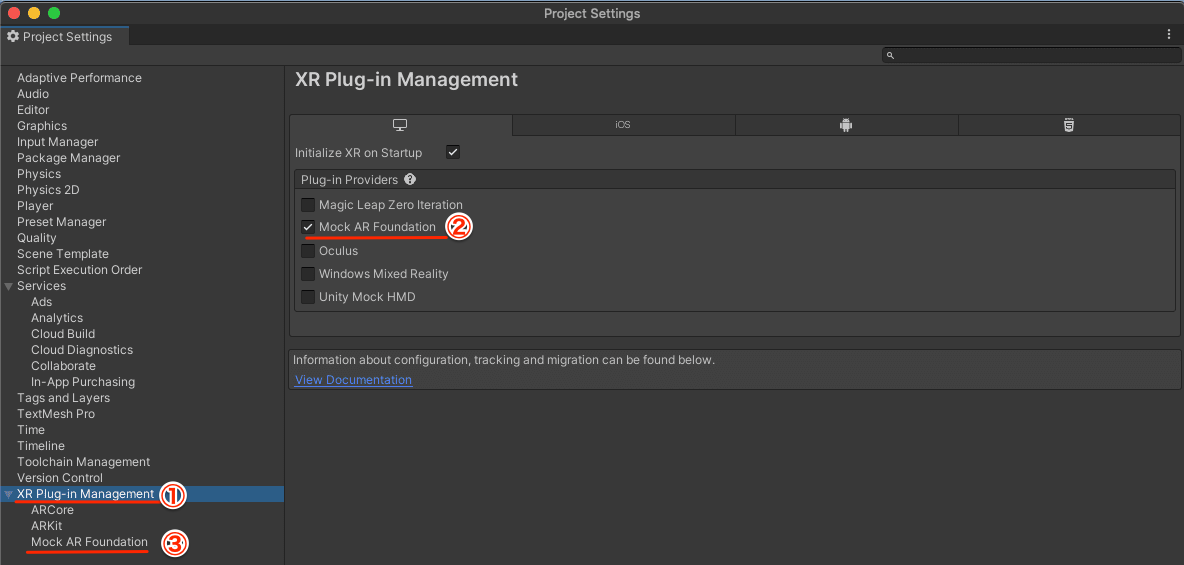 Project Settings
Project Settings
XR Plug-in Management
Adaptive Performance
Audio
Editor
Graphics
Input Manager
Package Manager
Physics
Physics 2D
Player
Preset Manager
Quality
Scene Template
Script Execution Order
Services
Ads
Analytics
Cloud Build
Cloud Diagnostics
Collaborate
In-App Purchasing
Tags and Layers
TextMesh Pro
Time
Timeline
Toolchain Management
Version Control
XR Plug-in Management ①
ARCore
ARKit
Mock AR Foundation ③
iOS
Initialize XR on Startup
Plug-in Providers ?
Magic Leap Zero Iteration
Mock AR Foundation ②
Oculus
Windows Mixed Reality
Unity Mock HMD
Information about configuration, tracking and migration can be found below.
View Documentation